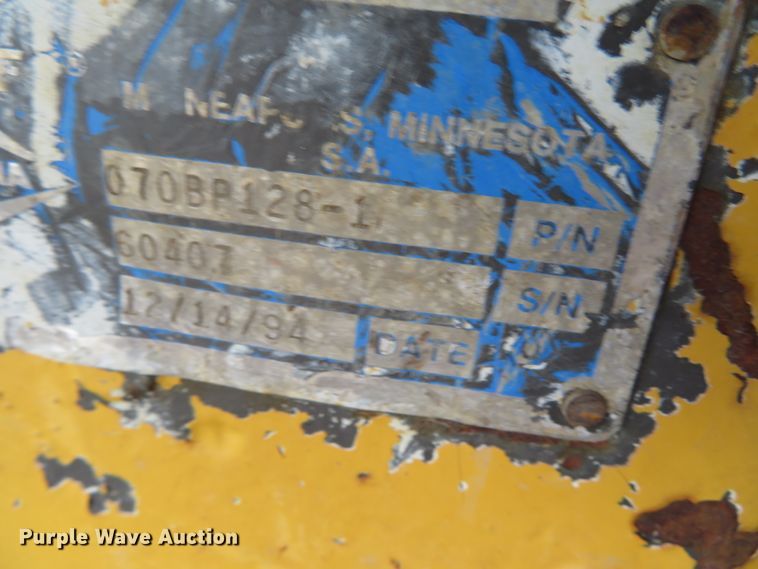 M NEAP S, MINNESOTA
S.A.
070BP128-1 P/N
60407 S/N
12/14/94 DATE
Purple Wave Auction